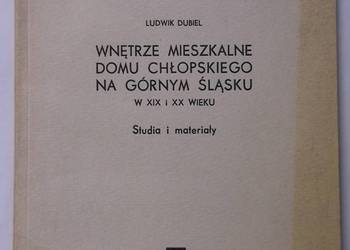 LUDWIK DUBIEL
WNĘTRZE MIESZKALNE
DOMU CHŁOPSKIEGO
NA GÓRNYM ŚLĄSKU
W XIX I XX WIEKU
Studia i materiały